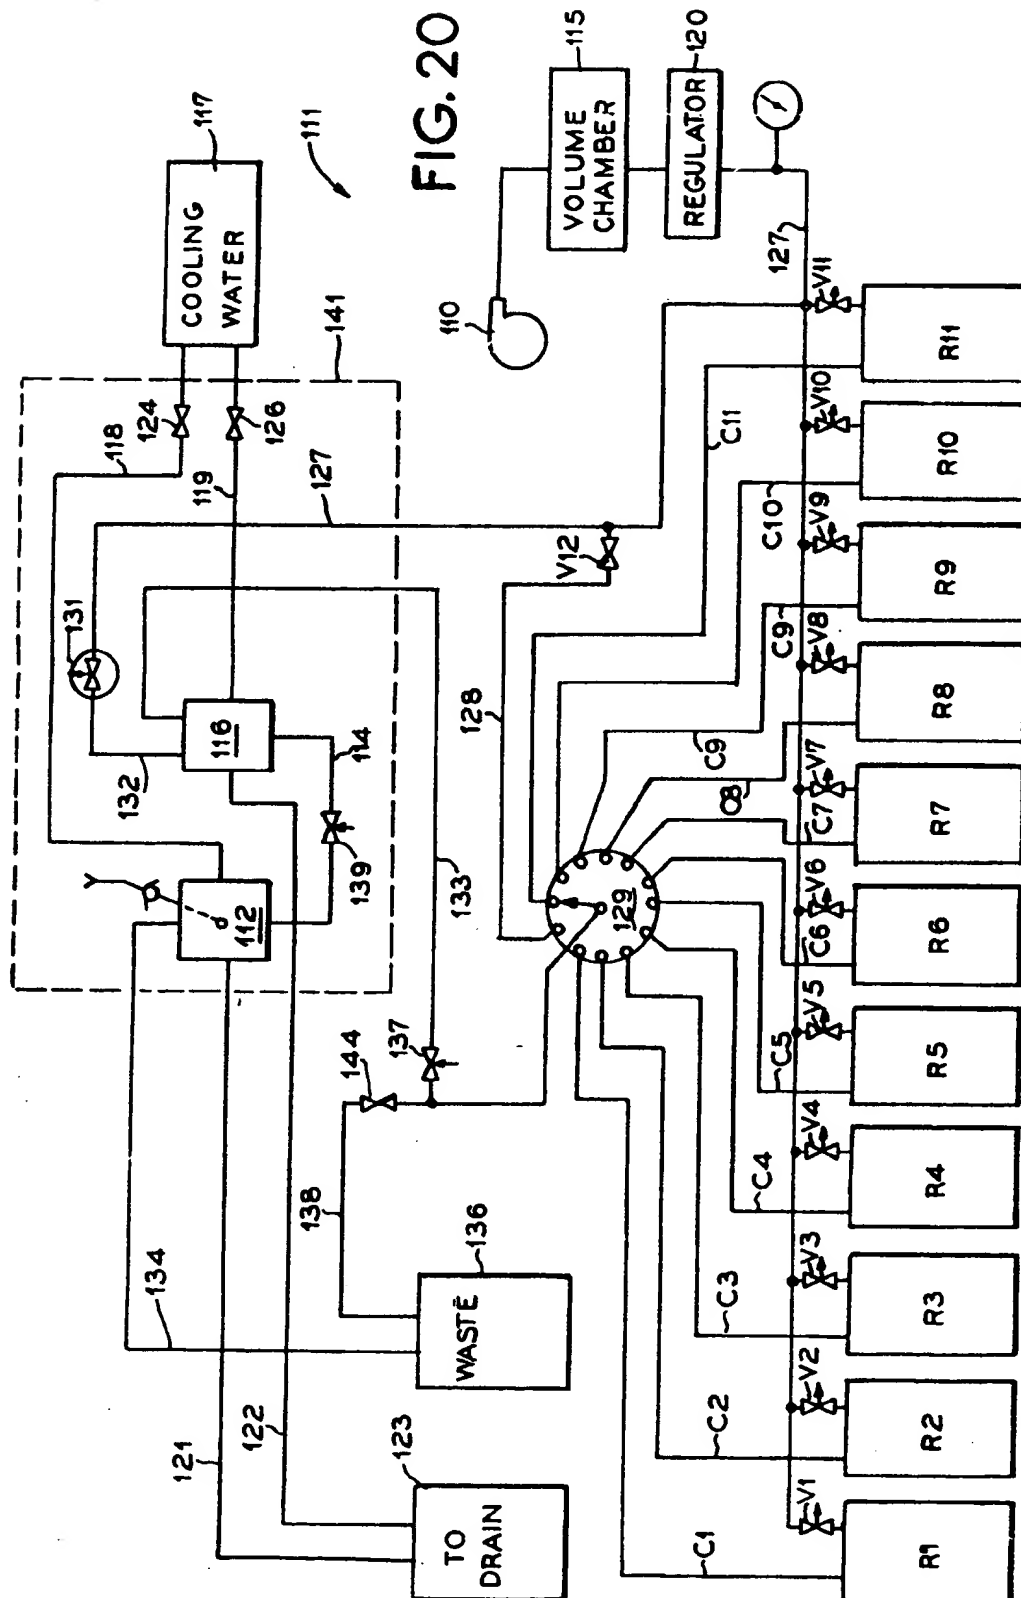 FIG. 20
111
117
COOLING
WATER
141
124
126
118
119
127
131
132
116
114
139
112
133
134
121
122
123
TO
DRAIN
136
WASTE
138
144
137
110
115
VOLUME
CHAMBER
120
REGULATOR
127
128
V12
129
C1
C2
C3
C4
C5
C6
C7
C8
C9
C9
C10
C11
V1
V2
V3
V4
V5
V6
V7
V8
V9
V10
V11
R1
R2
R3
R4
R5
R6
R7
R8
R9
R10
R11